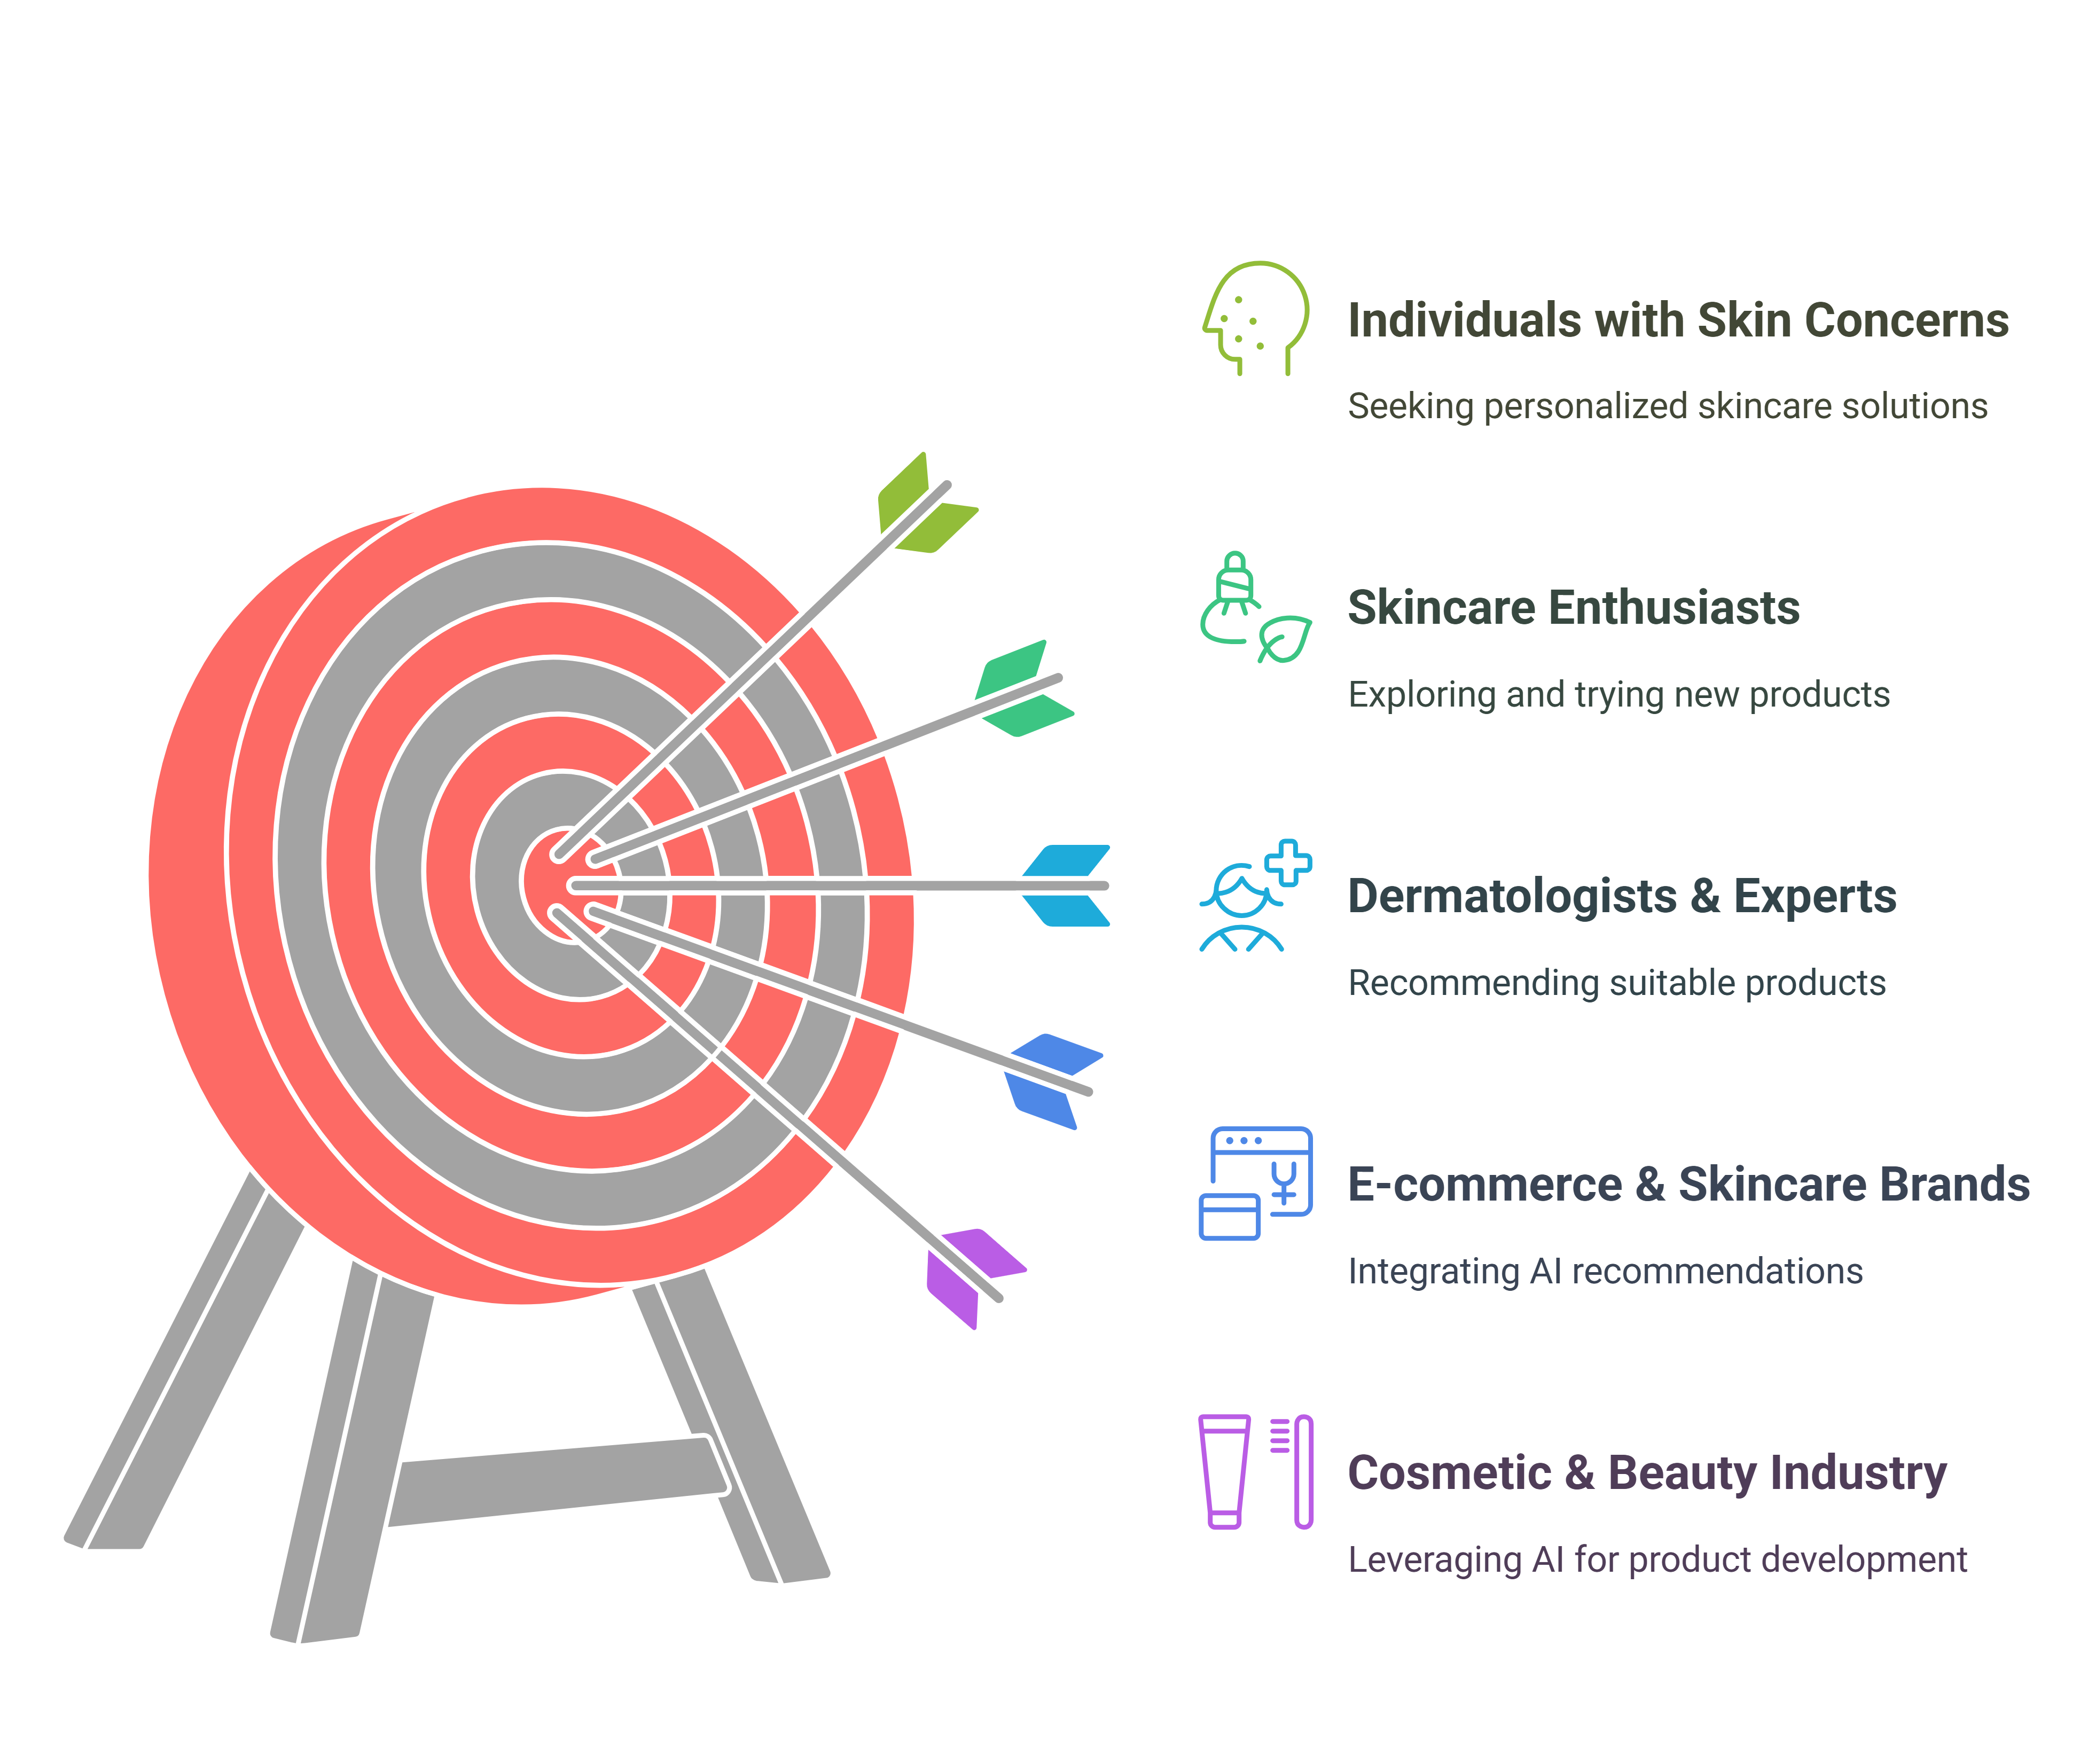 Individuals with Skin Concerns
Seeking personalized skincare solutions
Skincare Enthusiasts
Exploring and trying new products
Dermatologists & Experts
Recommending suitable products
E-commerce & Skincare Brands
Integrating AI recommendations
Cosmetic & Beauty Industry
Leveraging AI for product development